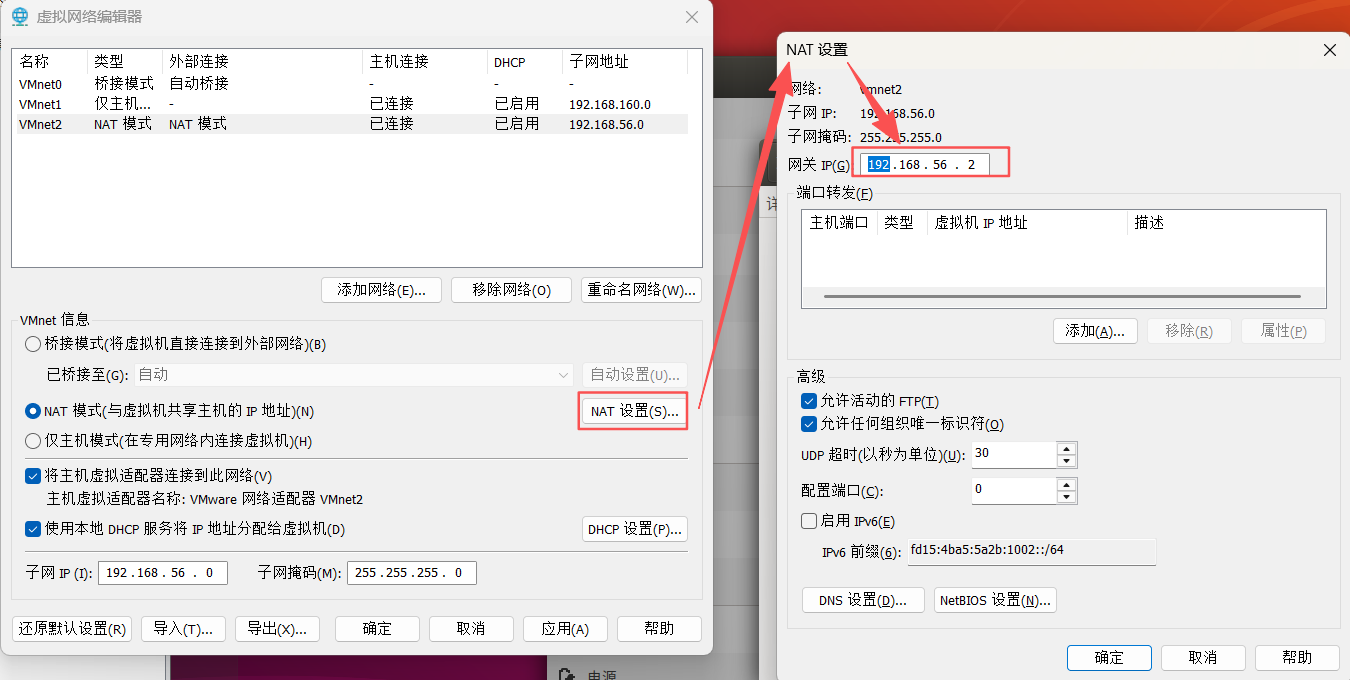 虚拟网络编辑器
名称 类型 外部连接 主机连接 DHCP 子网地址
VMnet0 桥接模式 自动桥接 - - -
VMnet1 仅主机... - 已连接 已启用 192.168.160.0
VMnet2 NAT 模式 NAT 模式 已连接 已启用 192.168.56.0
添加网络(E)... 移除网络(O) 重命名网络(W)...
VMnet 信息
桥接模式(将虚拟机直接连接到外部网络)(B)
已桥接至(G): 自动 自动设置(U)...
NAT 模式(与虚拟机共享主机的 IP 地址)(N) NAT 设置(S)...
仅主机模式(在专用网络内连接虚拟机)(H)
将主机虚拟适配器连接到此网络(V)
主机虚拟适配器名称: VMware 网络适配器 VMnet2
使用本地 DHCP 服务将 IP 地址分配给虚拟机(D) DHCP 设置(P)...
子网 IP (I): 192.168.56.0 子网掩码(M): 255.255.255.0
还原默认设置(R) 导入(T)... 导出(X)... 确定 取消 应用(A) 帮助
NAT 设置
网络: vmnet2
子网 IP: 192.168.56.0
子网掩码: 255.255.255.0
网关 IP(G) 192.168.56.2
端口转发(F)
主机端口 类型 虚拟机 IP 地址 描述
添加(A)... 移除(R) 属性(P)
高级
允许活动的 FTP(T)
允许任何组织唯一标识符(O)
UDP 超时(以秒为单位)(U): 30
配置端口(C): 0
启用 IPv6(E)
IPv6 前缀(6): fd15:4ba5:5a2b:1002::/64
DNS 设置(D)... NetBIOS 设置(N)...
确定 取消 帮助
电源